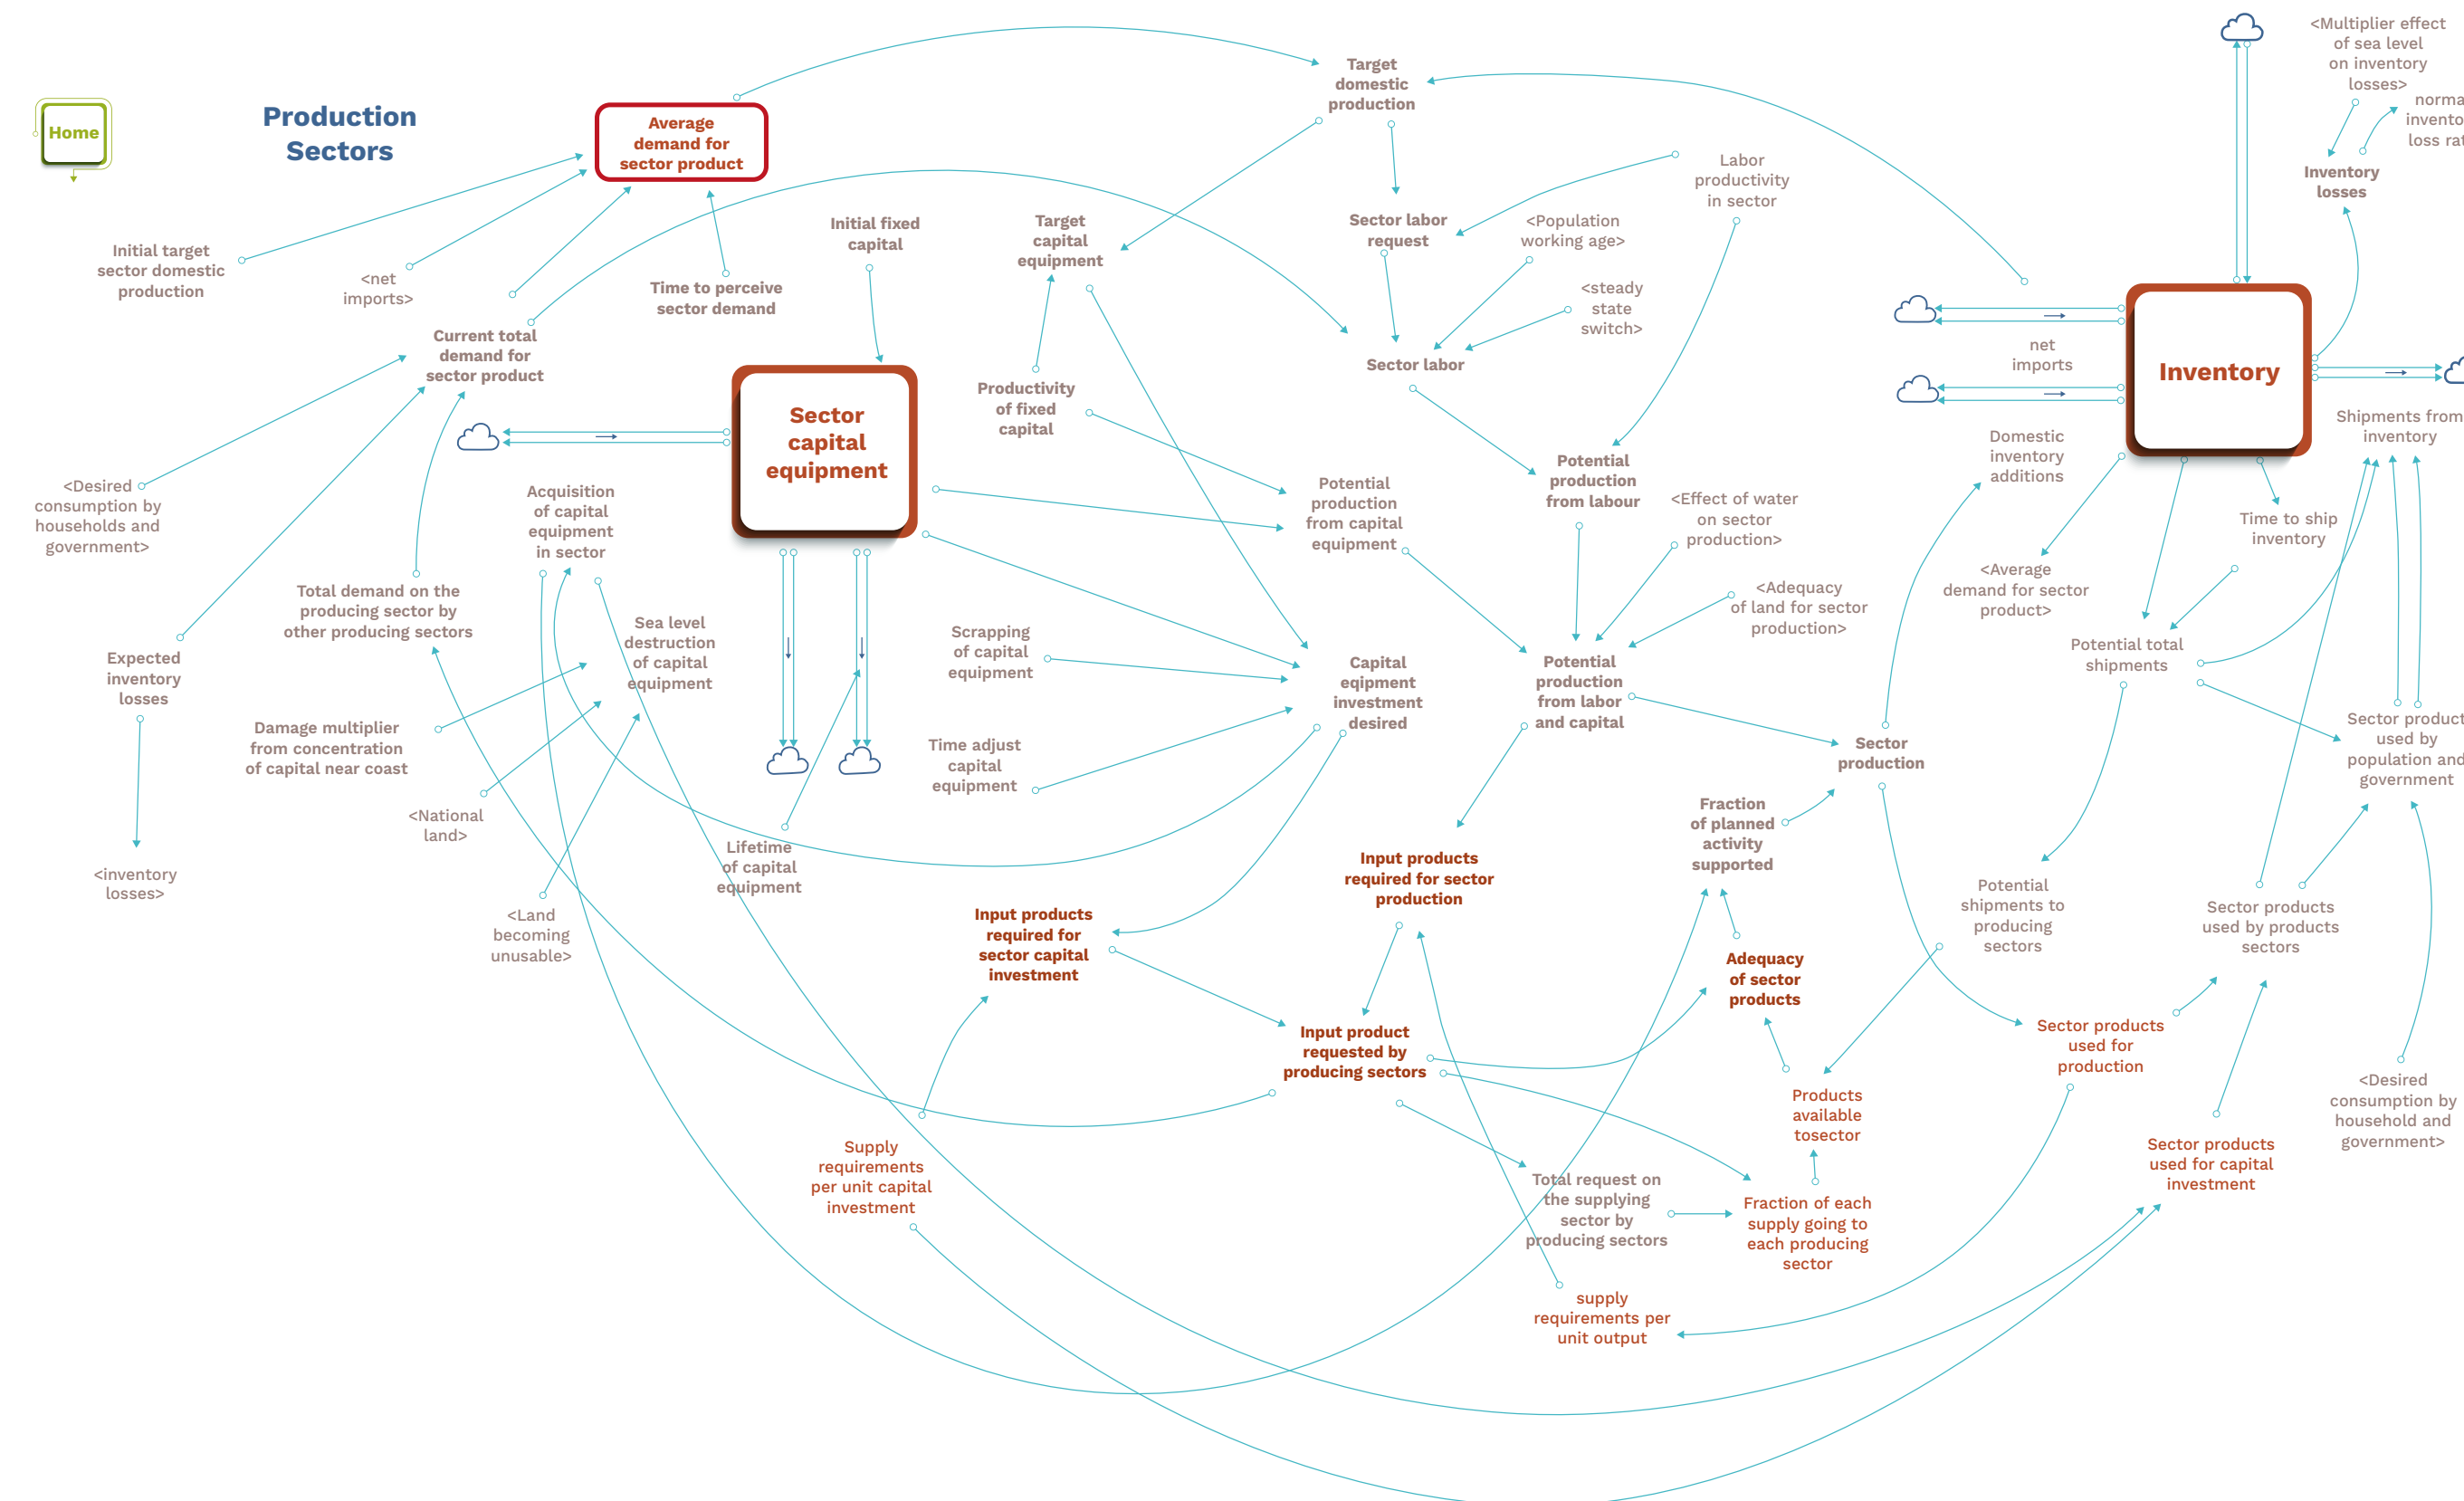 Home
Production
Sectors
Average
demand for
sector product
Target
domestic
production
<Multiplier effect
of sea level
on inventory
losses>
Inventory
losses
Initial target
sector domestic
production
<net
imports>
Time to perceive
sector demand
Initial fixed
capital
Target
capital
equipment
Sector labor
request
Labor
productivity
in sector
<Population
working age>
<steady
state
switch>
Sector labor
Current total
demand for
sector product
Sector
capital
equipment
Productivity
of fixed
capital
net
imports
Inventory
Shipments from
inventory
<Desired
consumption by
households and
government>
Acquisition
of capital
equipment
in sector
Potential
production
from capital
equipment
Potential
production
from labour
<Effect of water
on sector
production>
Domestic
inventory
additions
Time to ship
inventory
<Average
demand for sector
product>
<Adequacy
of land for sector
production>
Total demand on the
producing sector by
other producing sectors
Sea level
destruction
of capital
equipment
Scrapping
of capital
equipment
Capital
eqipment
investment
desired
Potential
production
from labor
and capital
Potential total
shipments
Expected
inventory
losses
Damage multiplier
from concentration
of capital near coast
<National
land>
Time adjust
capital
equipment
Sector
production
Sector product
used by
population and
government
<inventory
losses>
Lifetime
of capital
equipment
<Land
becoming
unusable>
Input products
required for
sector capital
investment
Input products
required for sector
production
Fraction
of planned
activity
supported
Potential
shipments to
producing
sectors
Sector products
used by products
sectors
Adequacy
of sector
products
Input product
requested by
producing sectors
Sector products
used for
production
Products
available
tosector
<Desired
consumption by
household and
government>
Supply
requirements
per unit capital
investment
Total request on
the supplying
sector by
producing sectors
Fraction of each
supply going to
each producing
sector
Sector products
used for capital
investment
supply
requirements per
unit output